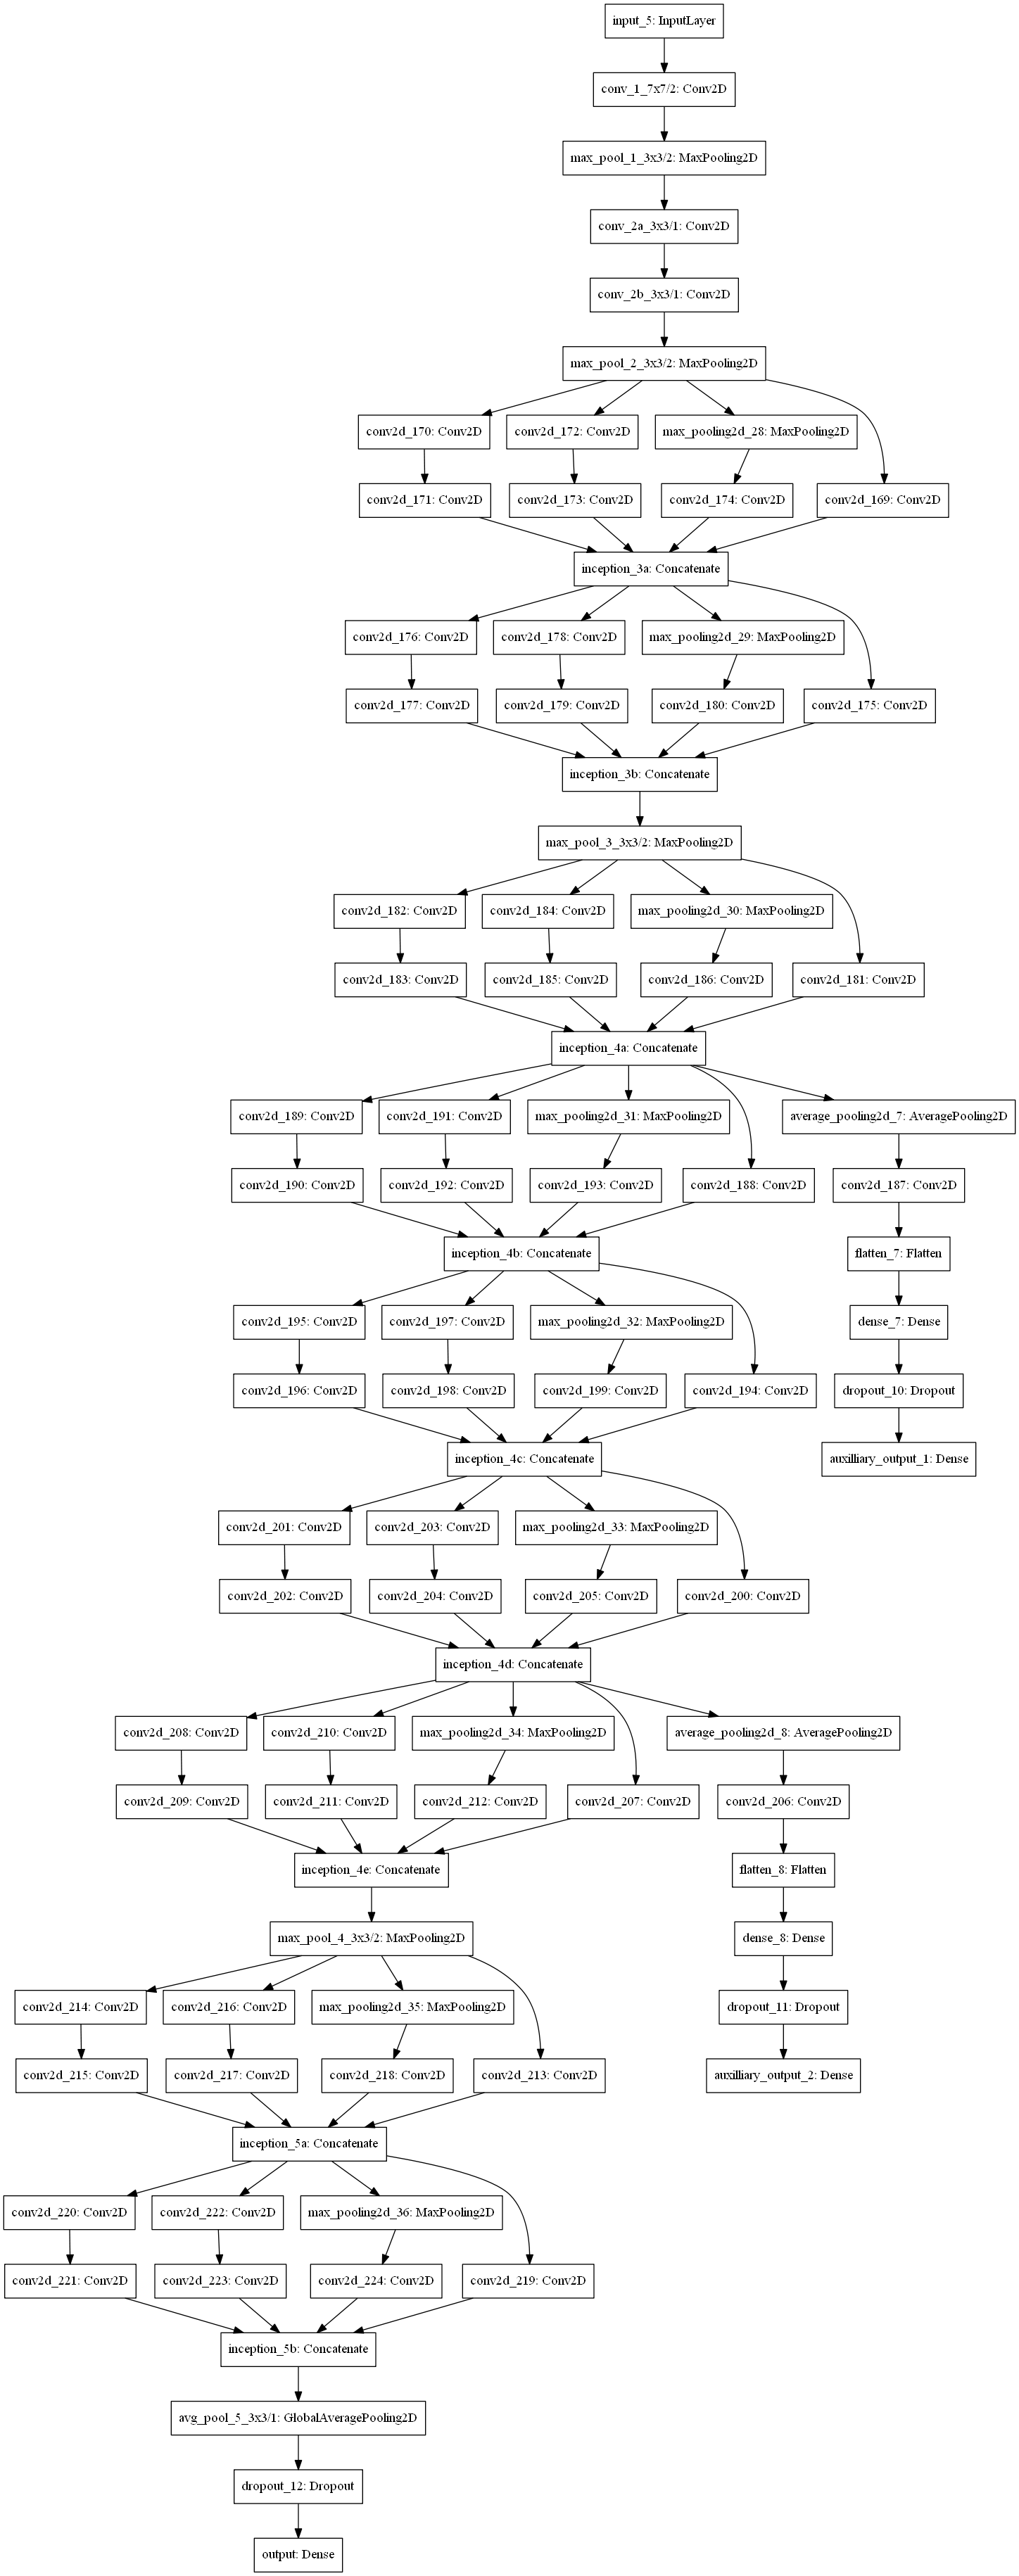 input_5: InputLayer
conv_1_7x7/2: Conv2D
max_pool_1_3x3/2: MaxPooling2D
conv_2a_3x3/1: Conv2D
conv_2b_3x3/1: Conv2D
max_pool_2_3x3/2: MaxPooling2D
conv2d_170: Conv2D
conv2d_172: Conv2D
max_pooling2d_28: MaxPooling2D
conv2d_171: Conv2D
conv2d_173: Conv2D
conv2d_174: Conv2D
conv2d_169: Conv2D
inception_3a: Concatenate
conv2d_176: Conv2D
conv2d_178: Conv2D
max_pooling2d_29: MaxPooling2D
conv2d_177: Conv2D
conv2d_179: Conv2D
conv2d_180: Conv2D
conv2d_175: Conv2D
inception_3b: Concatenate
max_pool_3_3x3/2: MaxPooling2D
conv2d_182: Conv2D
conv2d_184: Conv2D
max_pooling2d_30: MaxPooling2D
conv2d_183: Conv2D
conv2d_185: Conv2D
conv2d_186: Conv2D
conv2d_181: Conv2D
inception_4a: Concatenate
conv2d_189: Conv2D
conv2d_191: Conv2D
max_pooling2d_31: MaxPooling2D
average_pooling2d_7: AveragePooling2D
conv2d_190: Conv2D
conv2d_192: Conv2D
conv2d_193: Conv2D
conv2d_188: Conv2D
conv2d_187: Conv2D
inception_4b: Concatenate
flatten_7: Flatten
conv2d_195: Conv2D
conv2d_197: Conv2D
max_pooling2d_32: MaxPooling2D
dense_7: Dense
conv2d_196: Conv2D
conv2d_198: Conv2D
conv2d_199: Conv2D
conv2d_194: Conv2D
dropout_10: Dropout
inception_4c: Concatenate
auxilliary_output_1: Dense
conv2d_201: Conv2D
conv2d_203: Conv2D
max_pooling2d_33: MaxPooling2D
conv2d_202: Conv2D
conv2d_204: Conv2D
conv2d_205: Conv2D
conv2d_200: Conv2D
inception_4d: Concatenate
conv2d_208: Conv2D
conv2d_210: Conv2D
max_pooling2d_34: MaxPooling2D
average_pooling2d_8: AveragePooling2D
conv2d_209: Conv2D
conv2d_211: Conv2D
conv2d_212: Conv2D
conv2d_207: Conv2D
conv2d_206: Conv2D
inception_4e: Concatenate
flatten_8: Flatten
max_pool_4_3x3/2: MaxPooling2D
dense_8: Dense
conv2d_214: Conv2D
conv2d_216: Conv2D
max_pooling2d_35: MaxPooling2D
dropout_11: Dropout
conv2d_215: Conv2D
conv2d_217: Conv2D
conv2d_218: Conv2D
conv2d_213: Conv2D
auxilliary_output_2: Dense
inception_5a: Concatenate
conv2d_220: Conv2D
conv2d_222: Conv2D
max_pooling2d_36: MaxPooling2D
conv2d_221: Conv2D
conv2d_223: Conv2D
conv2d_224: Conv2D
conv2d_219: Conv2D
inception_5b: Concatenate
avg_pool_5_3x3/1: GlobalAveragePooling2D
dropout_12: Dropout
output: Dense